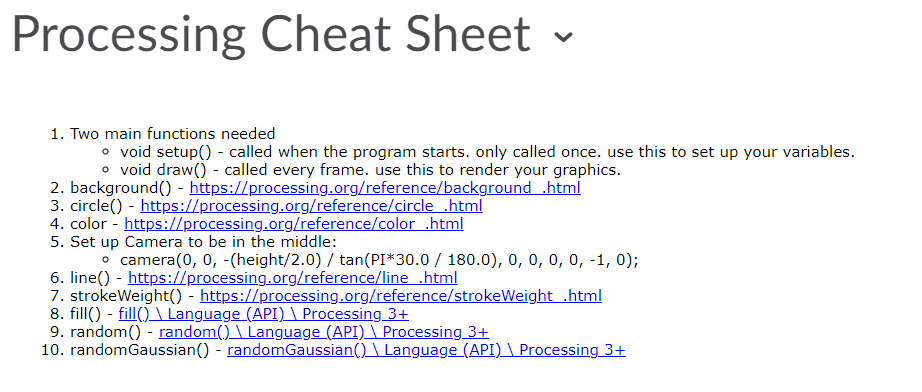 Processing Cheat Sheet
1. Two main functions needed
void setup() - called when the program starts. only called once. use this to set up your variables.
void draw() - called every frame. use this to render your graphics.
2. background() - https://processing.org/reference/background_.html
3. circle() - https://processing.org/reference/circle_.html
4. color - https://processing.org/reference/color_.html
5. Set up Camera to be in the middle:
camera(0, 0, -(height/2.0) / tan(PI*30.0 / 180.0), 0, 0, 0, 0, -1, 0);
6. line() - https://processing.org/reference/line_.html
7. strokeWeight() - https://processing.org/reference/strokeWeight_.html
8. fill() - fill() \ Language (API) \ Processing 3+
9. random() - random() \ Language (API) \ Processing 3+
10. randomGaussian() - randomGaussian() \ Language (API) \ Processing 3+